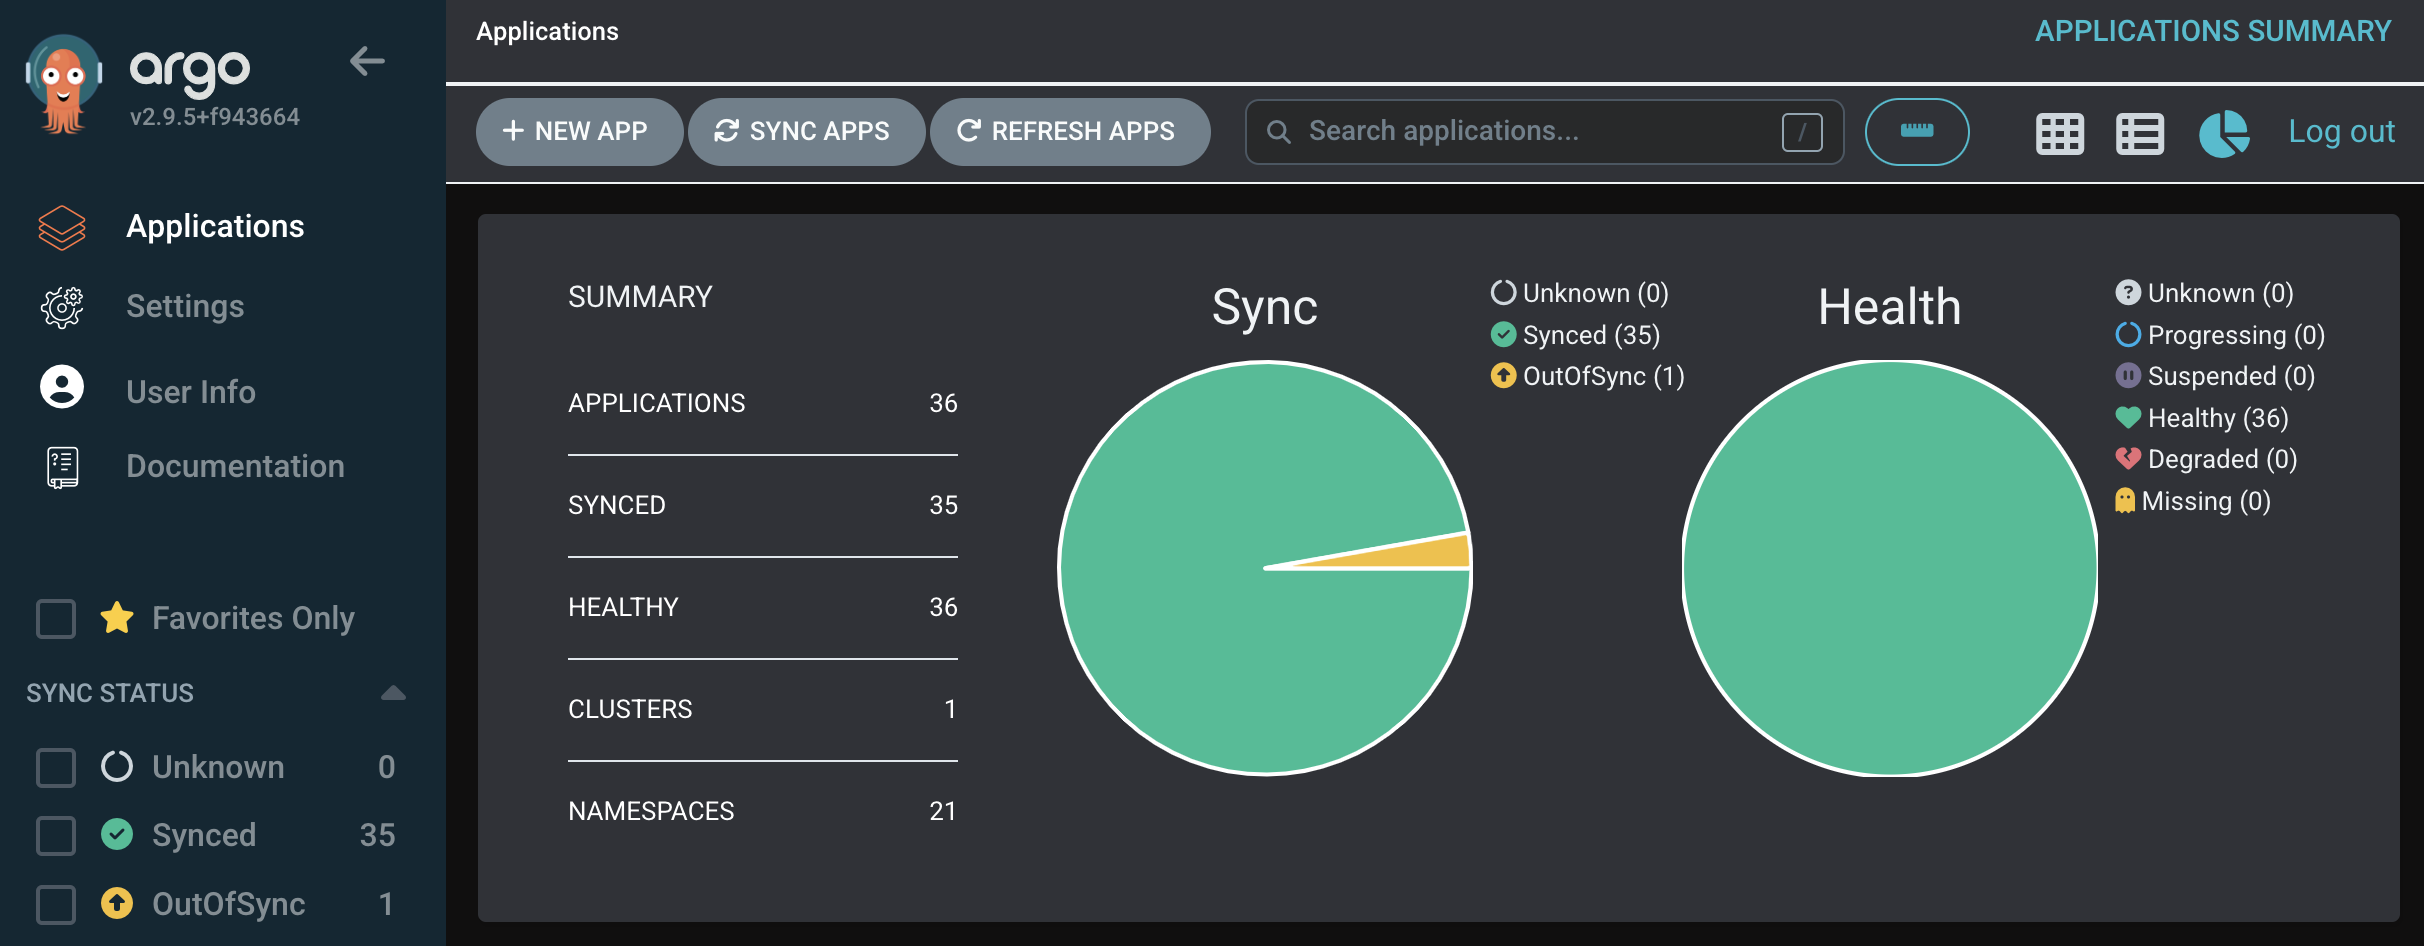 argo
v2.9.5+f943664
Applications
Settings
User Info
Documentation
Favorites Only
SYNC STATUS
Unknown 0
Synced 35
OutOfSync 1
Applications
APPLICATIONS SUMMARY
+ NEW APP
SYNC APPS
REFRESH APPS
Search applications...
/
Log out
SUMMARY
APPLICATIONS 36
SYNCED 35
HEALTHY 36
CLUSTERS 1
NAMESPACES 21
Sync
Unknown (0)
Synced (35)
OutOfSync (1)
Health
Unknown (0)
Progressing (0)
Suspended (0)
Healthy (36)
Degraded (0)
Missing (0)